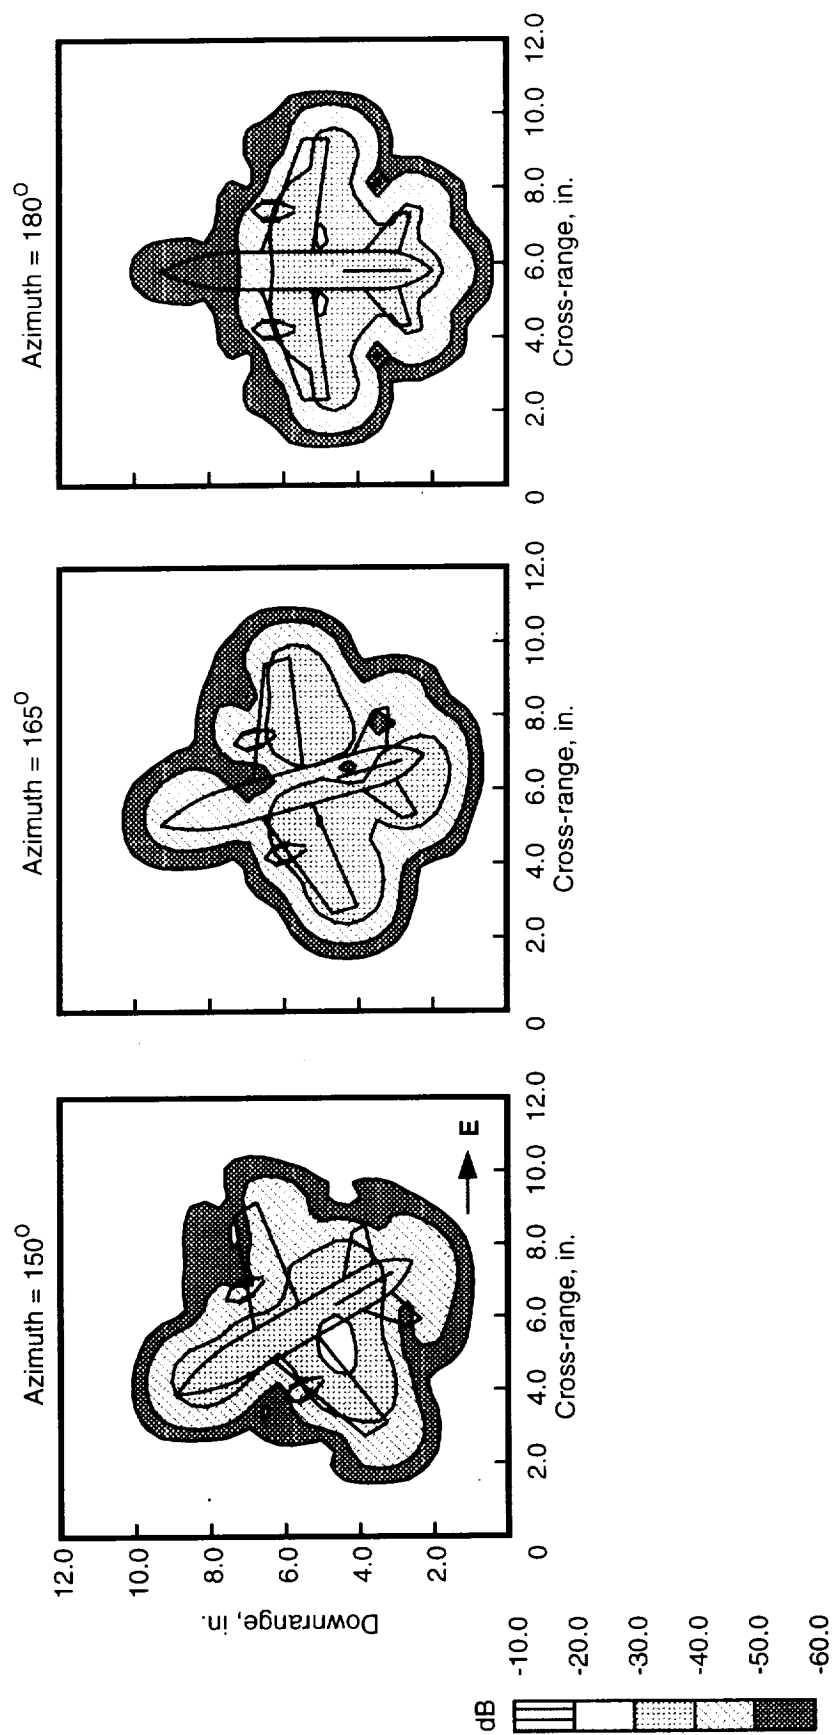 Azimuth = 150O
Azimuth = 165O
Azimuth = 180O
12.0
10.0
8.0
6.0
4.0
2.0
Downrange, in.
E
0 2.0 4.0 6.0 8.0 10.0 12.0
Cross-range, in.
0 2.0 4.0 6.0 8.0 10.0 12.0
Cross-range, in.
0 2.0 4.0 6.0 8.0 10.0 12.0
Cross-range, in.
dB
-10.0
-20.0
-30.0
-40.0
-50.0
-60.0